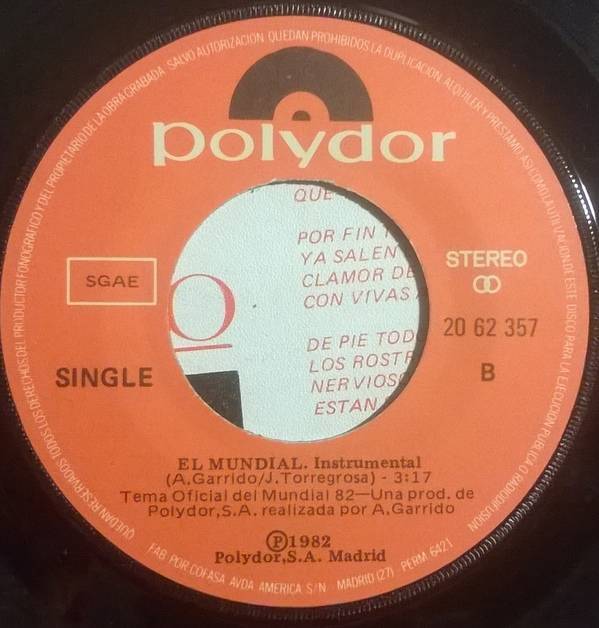 QUEDAN RESERVADOS TODOS LOS DERECHOS DEL PRODUCTOR FONOGRAFICO Y DEL PROPIETARIO DE LA OBRA GRABADA. SALVO AUTORIZACION QUEDAN PROHIBIDOS LA DUPLICACION, ALQUILER Y PRESTAMO, ASI COMO LA UTILIZACION DE ESTE DISCO PARA LA EJECUCION PUBLICA O RADIODIFUSION
polydor
QUE
POR FIN
YA SALEN
CLAMOR DE
CON VIVAS
DE PIE TOD
LOS ROSTR
NERVIOS
ESTAN
O
SGAE
SINGLE
STEREO
20 62 357
B
EL MUNDIAL. Instrumental
(A.Garrido/J.Torregrosa) - 3:17
Tema Oficial del Mundial 82—Una prod. de
Polydor,S.A. realizada por A.Garrido
Ⓟ1982
Polydor,S.A. Madrid
FAB POR COFASA AVDA AMERICA S/N - MADRID (27) - PERM 6421